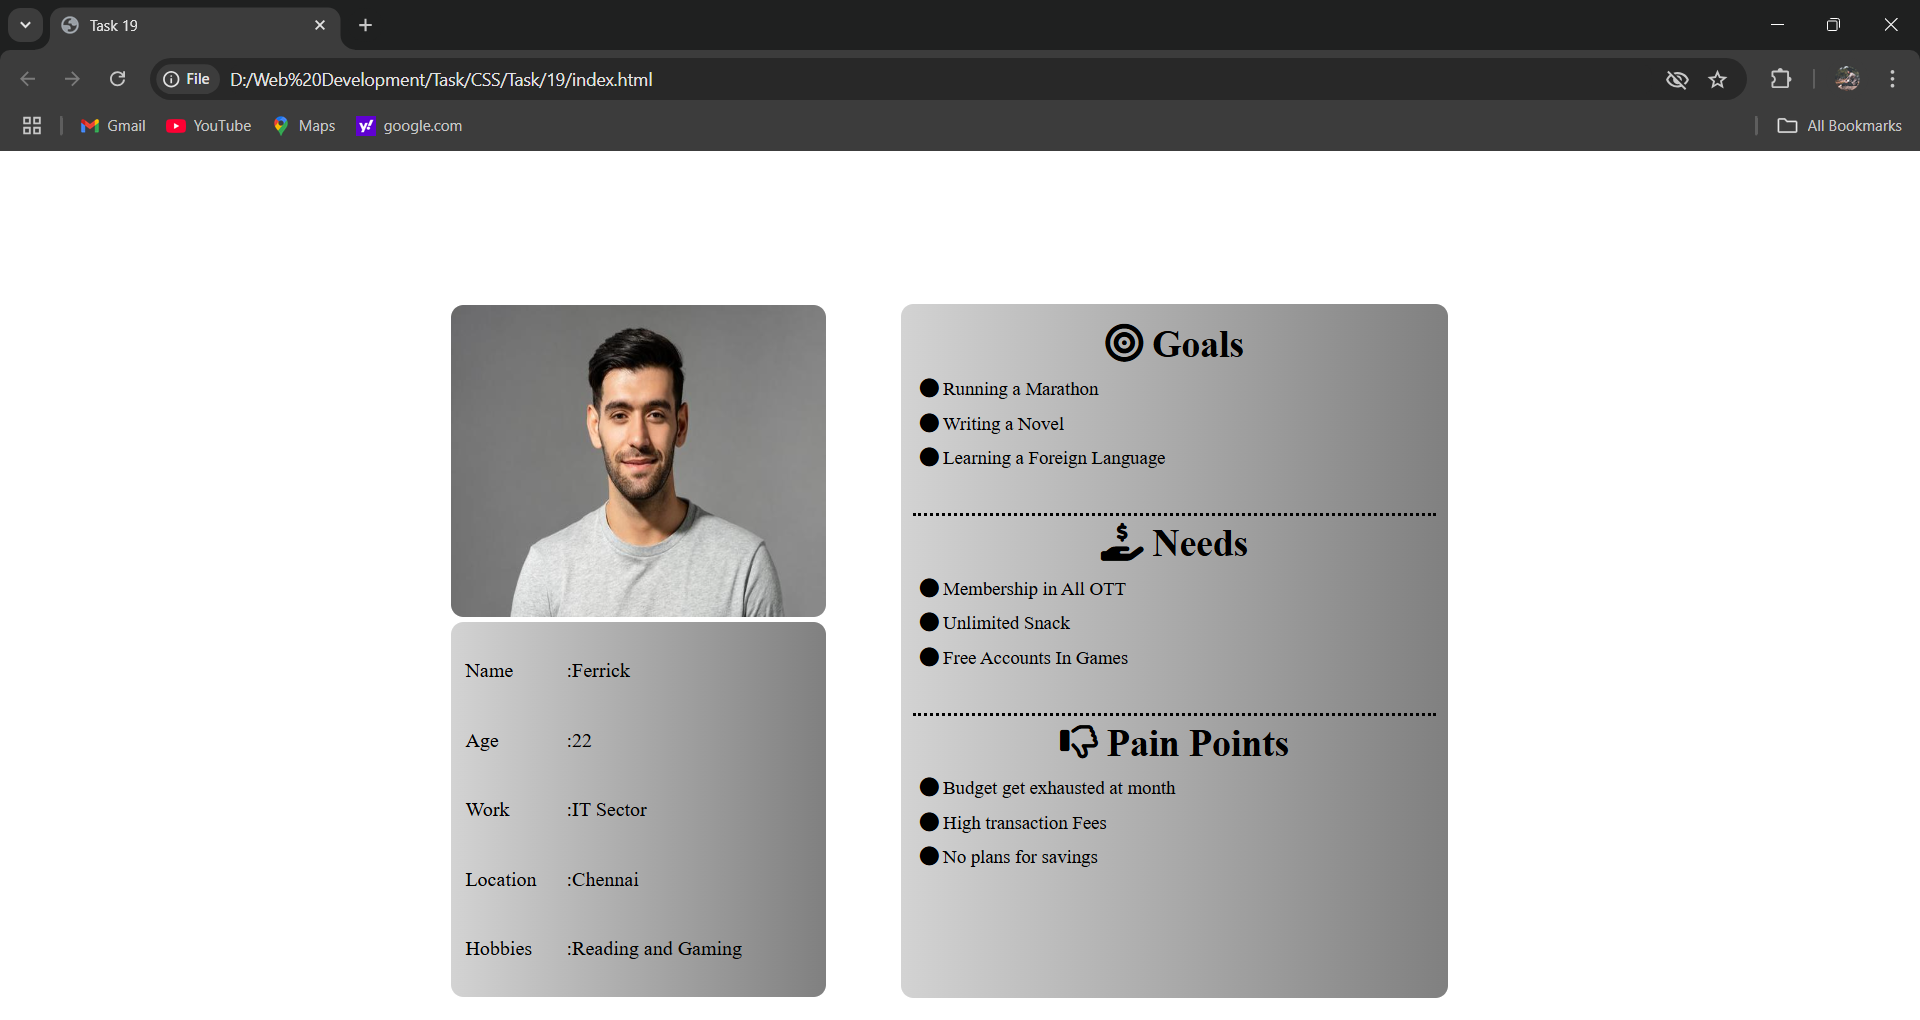 Task 19
File
D:/Web%20Development/Task/CSS/Task/19/index.html
Gmail
YouTube
Maps
google.com
All Bookmarks
Name :Ferrick
Age :22
Work :IT Sector
Location :Chennai
Hobbies :Reading and Gaming
Goals
Running a Marathon
Writing a Novel
Learning a Foreign Language
Needs
Membership in All OTT
Unlimited Snack
Free Accounts In Games
Pain Points
Budget get exhausted at month
High transaction Fees
No plans for savings